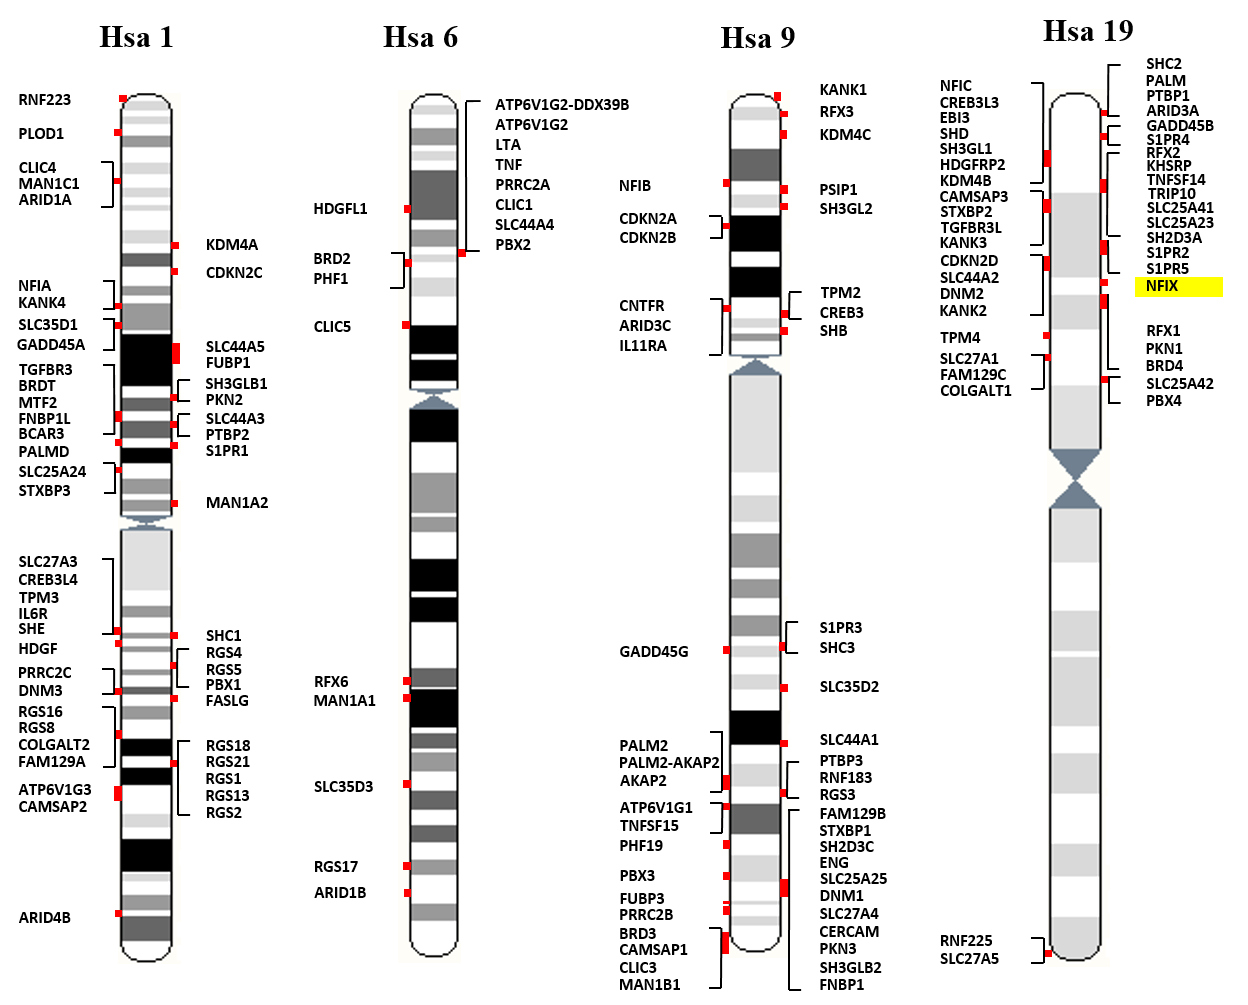 Hsa 1
RNF223
PLOD1
CLIC4
MAN1C1
ARID1A
NFIA
KANK4
SLC35D1
GADD45A
TGFBR3
BRDT
MTF2
FNBP1L
BCAR3
PALMD
SLC25A24
STXBP3
SLC27A3
CREB3L4
TPM3
IL6R
SHE
HDGF
PRRC2C
DNM3
RGS16
RGS8
COLGALT2
FAM129A
ATP6V1G3
CAMSAP2
ARID4B
KDM4A
CDKN2C
SLC44A5
FUBP1
SH3GLB1
PKN2
SLC44A3
PTBP2
S1PR1
MAN1A2
SHC1
RGS4
RGS5
PBX1
FASLG
RGS18
RGS21
RGS1
RGS13
RGS2
Hsa 6
HDGFL1
BRD2
PHF1
CLIC5
RFX6
MAN1A1
SLC35D3
RGS17
ARID1B
ATP6V1G2-DDX39B
ATP6V1G2
LTA
TNF
PRRC2A
CLIC1
SLC44A4
PBX2
Hsa 9
NFIB
CDKN2A
CDKN2B
CNTFR
ARID3C
IL11RA
GADD45G
PALM2
PALM2-AKAP2
AKAP2
ATP6V1G1
TNFSF15
PHF19
PBX3
FUBP3
PRRC2B
BRD3
CAMSAP1
CLIC3
MAN1B1
KANK1
RFX3
KDM4C
PSIP1
SH3GL2
TPM2
CREB3
SHB
S1PR3
SHC3
SLC35D2
SLC44A1
PTBP3
RNF183
RGS3
FAM129B
STXBP1
SH2D3C
ENG
SLC25A25
DNM1
SLC27A4
CERCAM
PKN3
SH3GLB2
FNBP1
Hsa 19
NFIC
CREB3L3
EBI3
SHD
SH3GL1
HDGFRP2
KDM4B
CAMSAP3
STXBP2
TGFBR3L
KANK3
CDKN2D
SLC44A2
DNM2
KANK2
TPM4
SLC27A1
FAM129C
COLGALT1
RNF225
SLC27A5
SHC2
PALM
PTBP1
ARID3A
GADD45B
S1PR4
RFX2
KHSRP
TNFSF14
TRIP10
SLC25A41
SLC25A23
SH2D3A
S1PR2
S1PR5
NFIX
RFX1
PKN1
BRD4
SLC25A42
PBX4